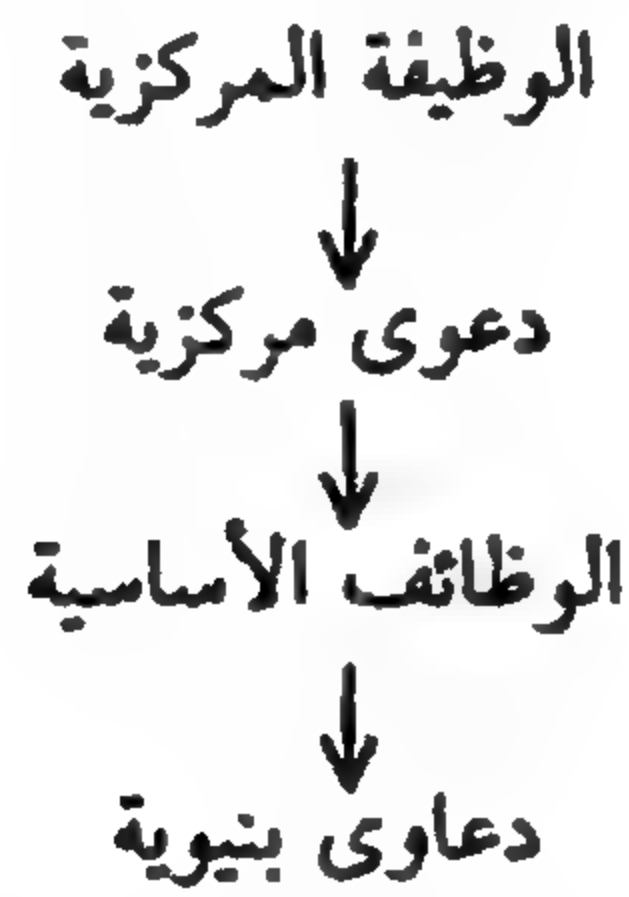 الوظيفة المركزية
دعوى مركزية
الوظائف الأساسية
دعاوى بنيوية